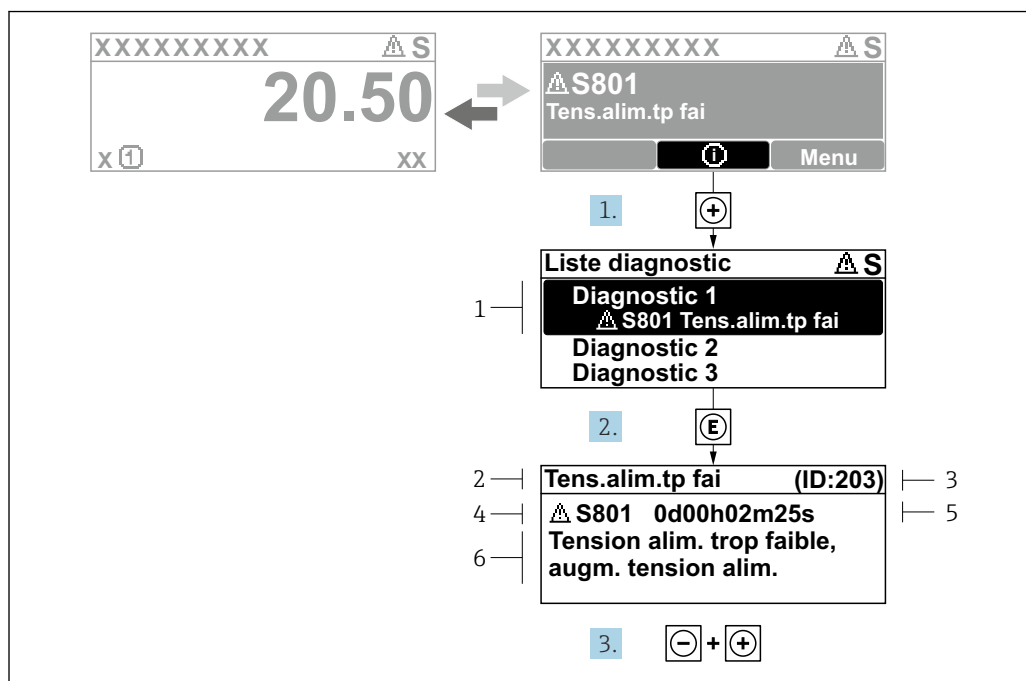 XXXXXXXXX ⚠ S
20.50
X ① XX
XXXXXXXXX ⚠ S
⚠ S801
Tens.alim.tp fai
ⓘ Menu
1. +
Liste diagnostic ⚠ S
1
Diagnostic 1
⚠ S801 Tens.alim.tp fai
Diagnostic 2
Diagnostic 3
2. E
2 Tens.alim.tp fai (ID:203) 3
4 ⚠ S801 0d00h02m25s 5
6
Tension alim. trop faible,
augm. tension alim.
3. − + +